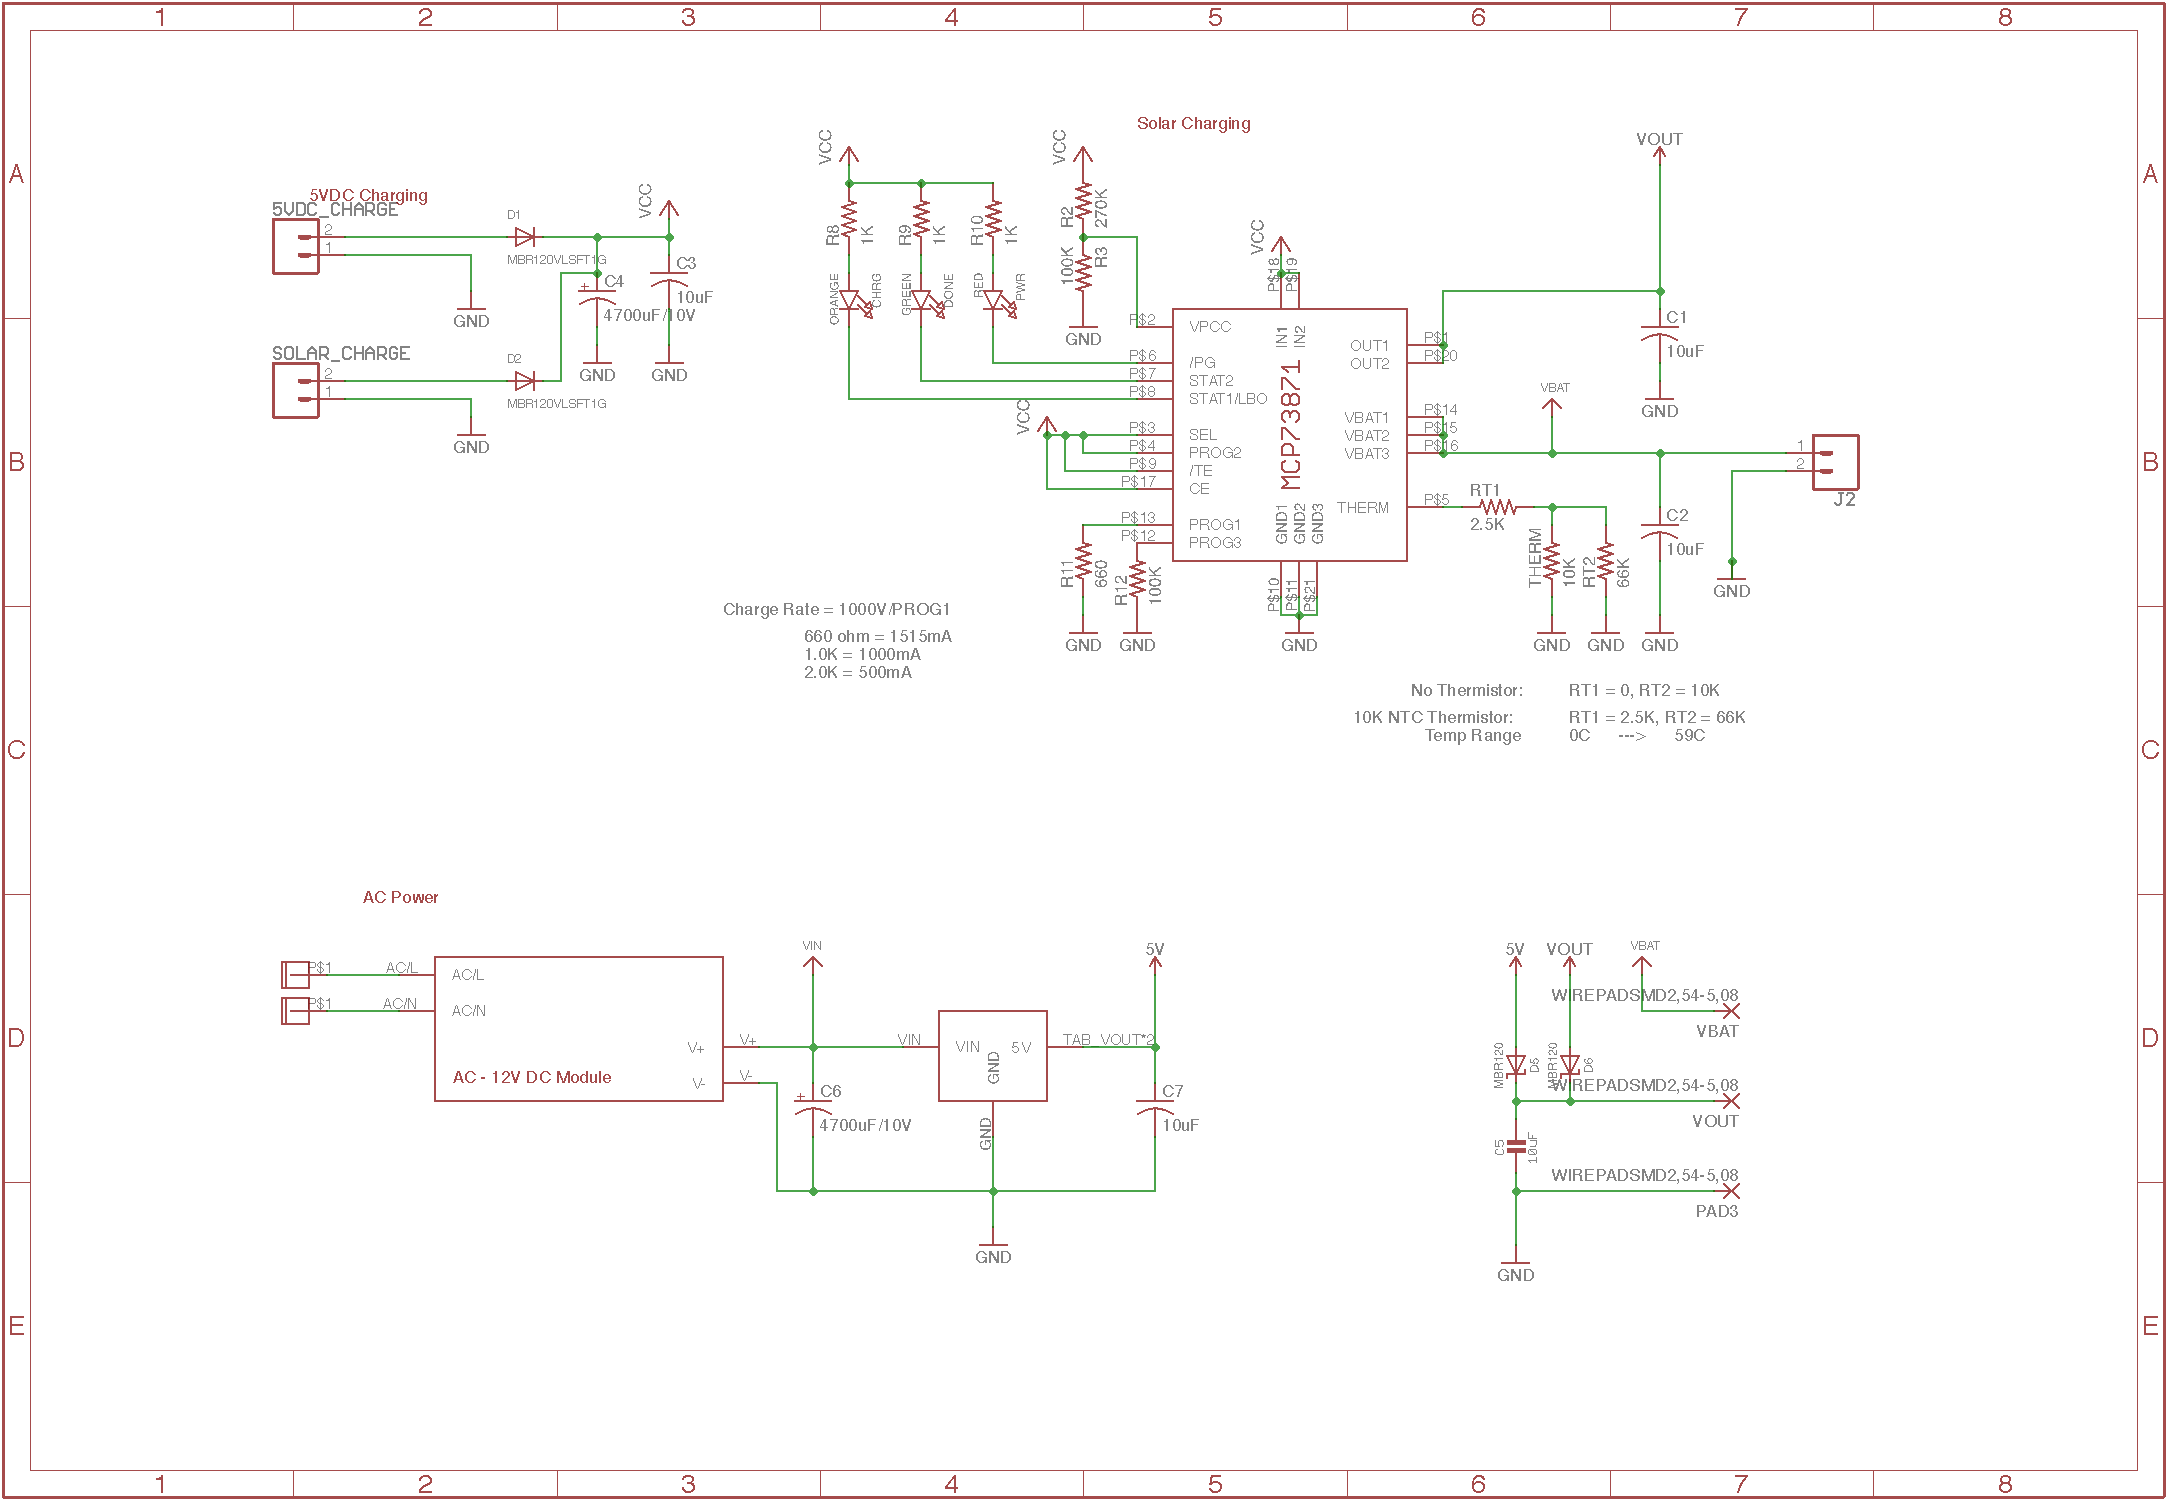 1 2 3 4 5 6 7 8
A A
B B
C C
D D
E E
1 2 3 4 5 6 7 8
5VDC Charging
5VDC_CHARGE
2
1
D1
MBR120VLSFT1G
GND
VCC
C3
10uF
C4
+
4700uF/10V
GND
GND
SOLAR_CHARGE
2
1
D2
MBR120VLSFT1G
GND
Solar Charging
VCC
R8
1K
R9
1K
R10
1K
ORANGE
CHRG
GREEN
DONE
RED
PWR
VCC
R2
270K
R3
100K
GND
VCC
P$18
P$19
IN1
IN2
P$2
VPCC
P$6
/PG
P$7
STAT2
P$8
STAT1/LBO
VCC
P$3
SEL
P$4
PROG2
P$9
/TE
P$17
CE
P$13
PROG1
P$12
PROG3
MCP73871
OUT1
P$1
OUT2
P$20
VBAT1
P$14
VBAT2
P$15
VBAT3
P$16
THERM
P$5
GND1
GND2
GND3
P$10
P$11
P$21
GND
R11
660
GND
R12
100K
GND
VOUT
C1
10uF
GND
VBAT
1
2
J2
GND
RT1
2.5K
THERM
10K
GND
RT2
66K
GND
C2
10uF
GND
Charge Rate = 1000V/PROG1
660 ohm = 1515mA
1.0K = 1000mA
2.0K = 500mA
No Thermistor: RT1 = 0, RT2 = 10K
10K NTC Thermistor: RT1 = 2.5K, RT2 = 66K
Temp Range 0C ---> 59C
AC Power
P$1
AC/L
AC/L
P$1
AC/N
AC/N
AC - 12V DC Module
V+
V+
V-
V-
VIN
C6
+
4700uF/10V
VIN
VIN
5V
GND
GND
TAB_VOUT*2
5V
C7
10uF
GND
5V
VOUT
VBAT
WIREPADSMD2,54-5,08
VBAT
MBR120
D5
MBR120
D6
WIREPADSMD2,54-5,08
VOUT
C5
10uF
WIREPADSMD2,54-5,08
PAD3
GND